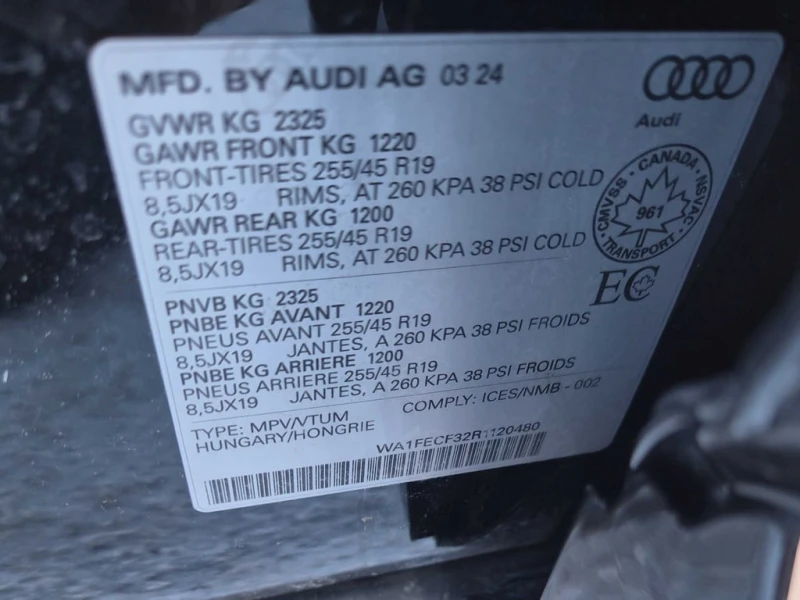 MFD. BY AUDI AG 03 24
Audi
GVWR KG 2325
GAWR FRONT KG 1220
FRONT-TIRES 255/45 R19
8,5JX19 RIMS, AT 260 KPA 38 PSI COLD
GAWR REAR KG 1200
REAR-TIRES 255/45 R19
8,5JX19 RIMS, AT 260 KPA 38 PSI COLD
CMVSS · CANADA · NSVAC · TRANSPORT ·
961
EC
PNVB KG 2325
PNBE KG AVANT 1220
PNEUS AVANT 255/45 R19
8,5JX19 JANTES, A 260 KPA 38 PSI FROIDS
PNBE KG ARRIERE 1200
PNEUS ARRIERE 255/45 R19
8,5JX19 JANTES, A 260 KPA 38 PSI FROIDS
TYPE: MPV/VTUM COMPLY: ICES/NMB - 002
HUNGARY/HONGRIE
WA1FECF32R1120480